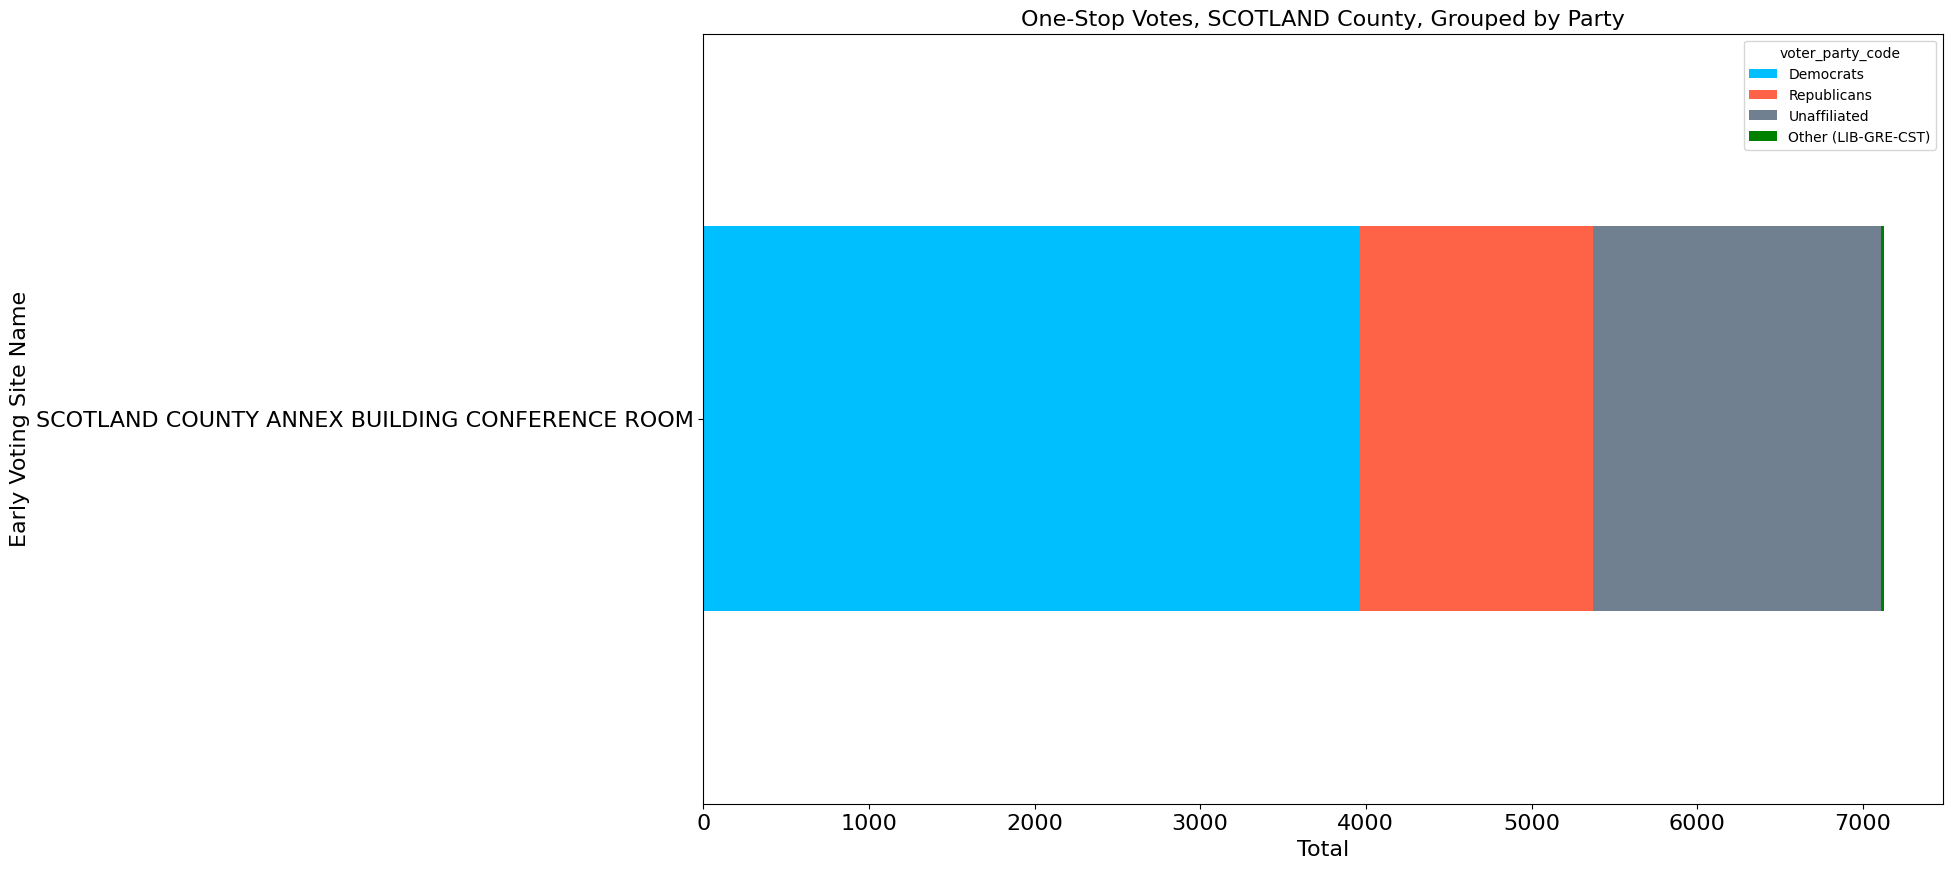 One-Stop Votes, SCOTLAND County, Grouped by Party
voter_party_code
Democrats
Republicans
Unaffiliated
Other (LIB-GRE-CST)
Early Voting Site Name
SCOTLAND COUNTY ANNEX BUILDING CONFERENCE ROOM
0 1000 2000 3000 4000 5000 6000 7000
Total